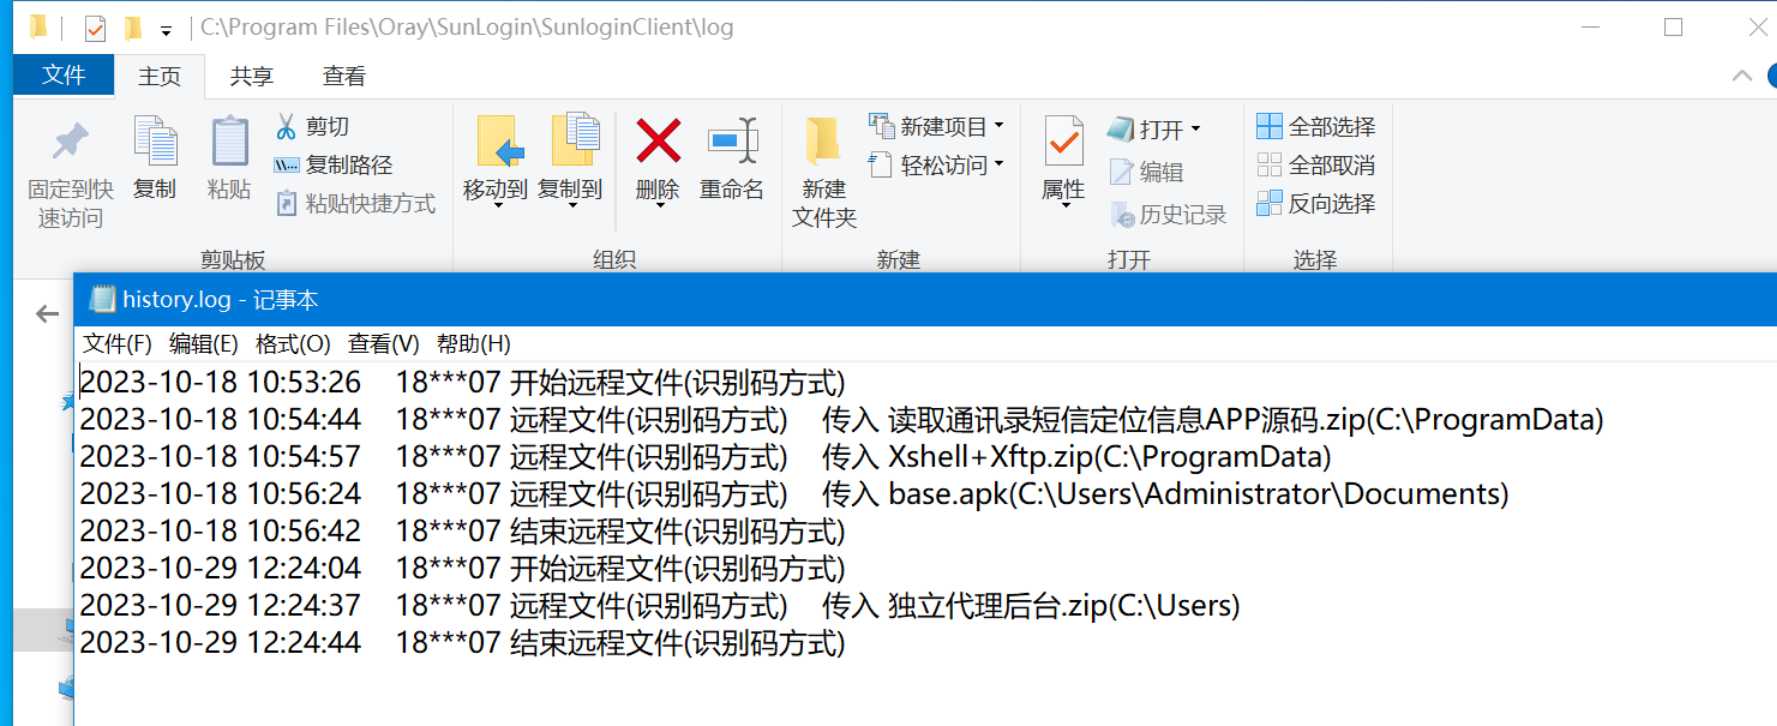 C:\Program Files\Oray\SunLogin\SunloginClient\log
文件 主页 共享 查看
固定到快速访问
复制
粘贴
剪切
复制路径
粘贴快捷方式
移动到
复制到
删除
重命名
新建
文件夹
新建项目
轻松访问
属性
打开
编辑
历史记录
全部选择
全部取消
反向选择
剪贴板 组织 新建 打开 选择
history.log - 记事本
文件(F) 编辑(E) 格式(O) 查看(V) 帮助(H)
2023-10-18 10:53:26 18***07 开始远程文件(识别码方式)
2023-10-18 10:54:44 18***07 远程文件(识别码方式) 传入 读取通讯录短信定位信息APP源码.zip(C:\ProgramData)
2023-10-18 10:54:57 18***07 远程文件(识别码方式) 传入 Xshell+Xftp.zip(C:\ProgramData)
2023-10-18 10:56:24 18***07 远程文件(识别码方式) 传入 base.apk(C:\Users\Administrator\Documents)
2023-10-18 10:56:42 18***07 结束远程文件(识别码方式)
2023-10-29 12:24:04 18***07 开始远程文件(识别码方式)
2023-10-29 12:24:37 18***07 远程文件(识别码方式) 传入 独立代理后台.zip(C:\Users)
2023-10-29 12:24:44 18***07 结束远程文件(识别码方式)